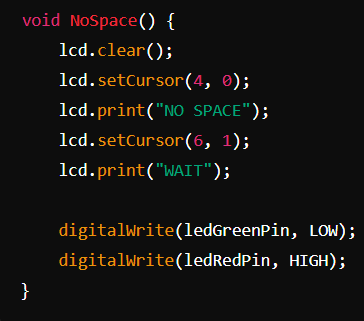 void NoSpace() {
lcd.clear();
lcd.setCursor(4, 0);
lcd.print("NO SPACE");
lcd.setCursor(6, 1);
lcd.print("WAIT");
digitalWrite(ledGreenPin, LOW);
digitalWrite(ledRedPin, HIGH);
}